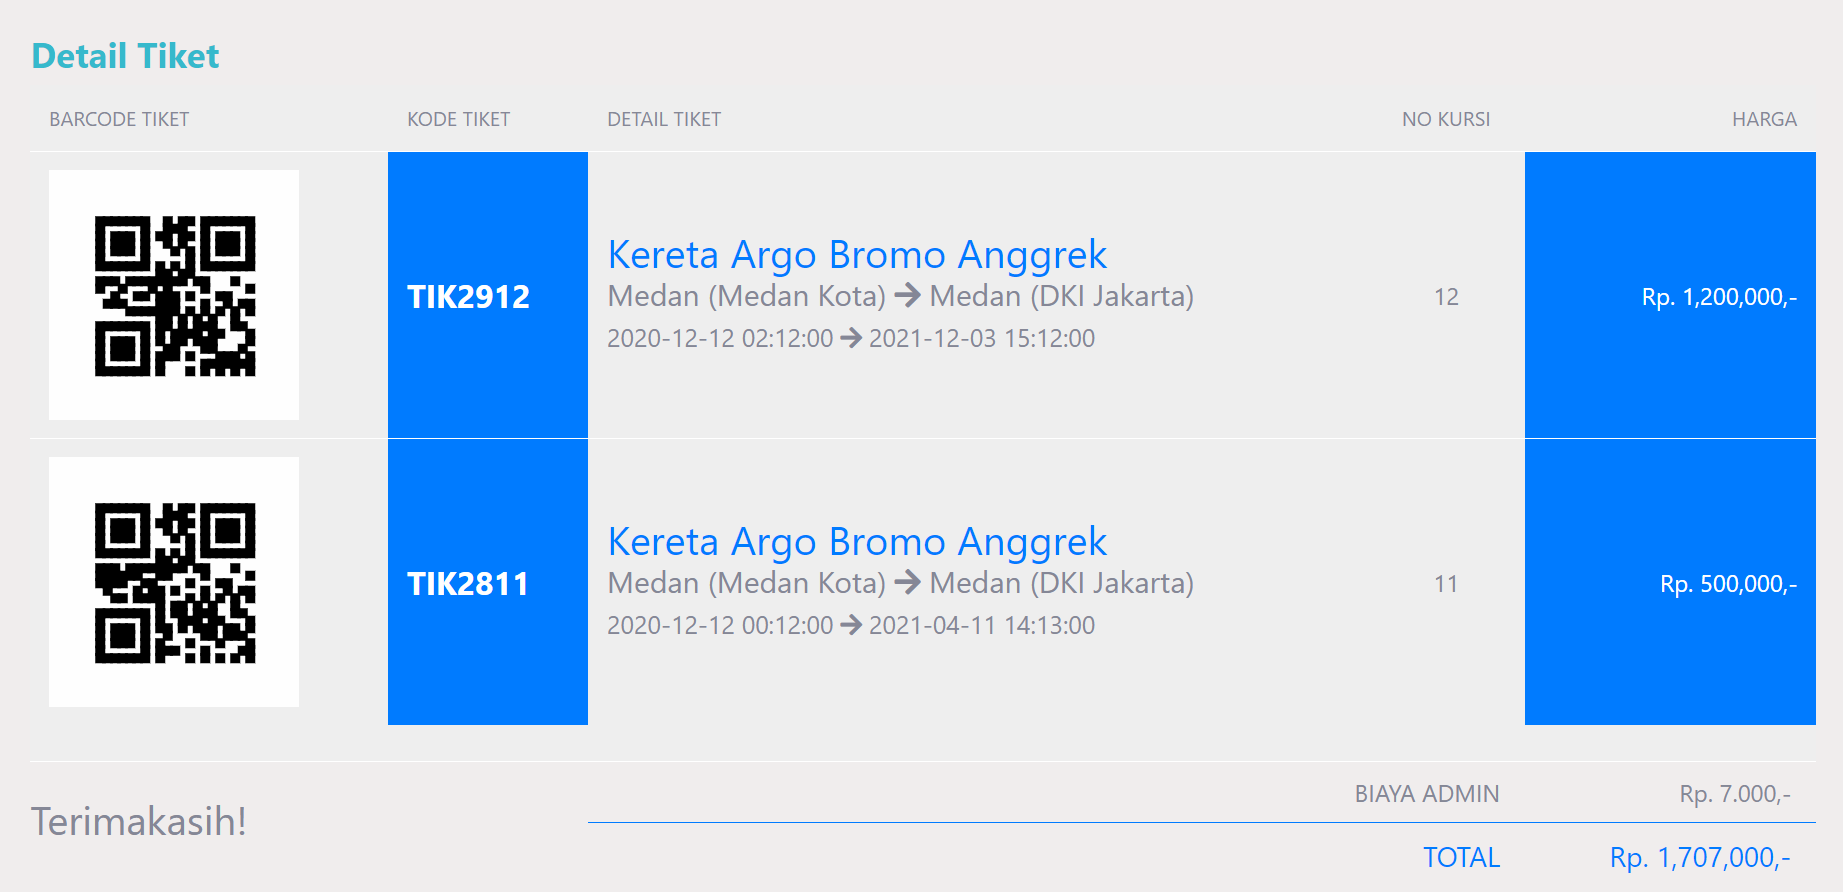 Detail Tiket
BARCODE TIKET KODE TIKET DETAIL TIKET NO KURSI HARGA
Kereta Argo Bromo Anggrek
TIK2912 Medan (Medan Kota) → Medan (DKI Jakarta) 12 Rp. 1,200,000,-
2020-12-12 02:12:00 → 2021-12-03 15:12:00
Kereta Argo Bromo Anggrek
TIK2811 Medan (Medan Kota) → Medan (DKI Jakarta) 11 Rp. 500,000,-
2020-12-12 00:12:00 → 2021-04-11 14:13:00
BIAYA ADMIN Rp. 7.000,-
Terimakasih!
TOTAL Rp. 1,707,000,-